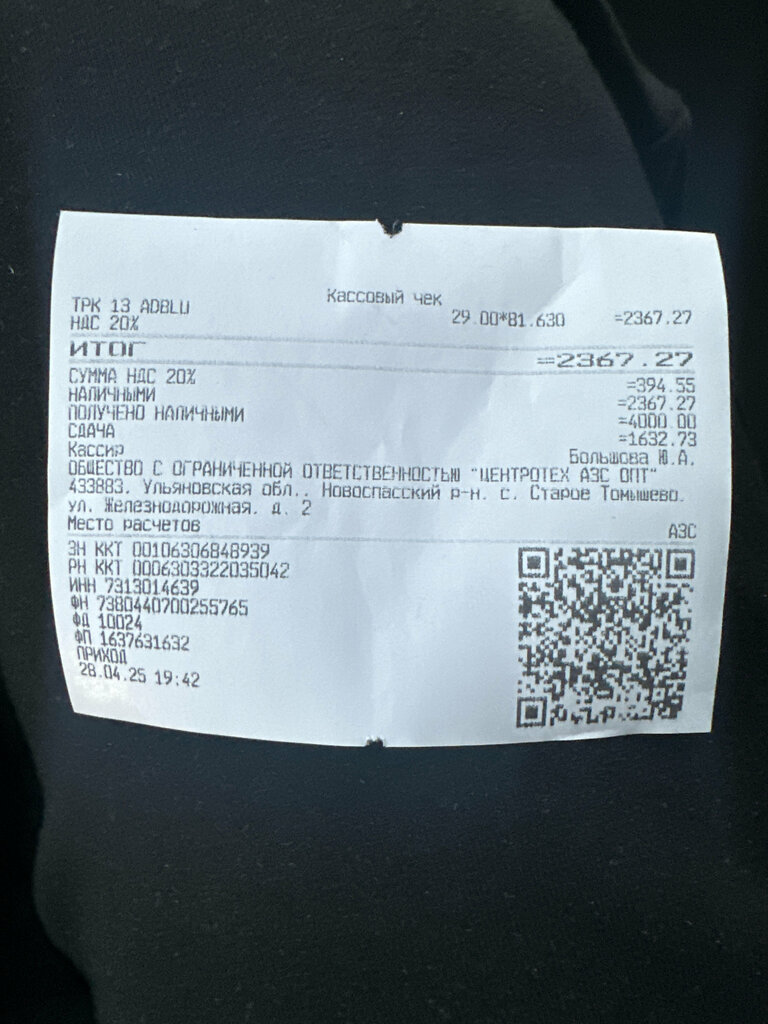 Кассовый чек
ТРК 13 ADBLU 29.00*81.630 =2367.27
НДС 20%
ИТОГ =2367.27
СУММА НДС 20% =394.55
НАЛИЧНЫМИ =2367.27
ПОЛУЧЕНО НАЛИЧНЫМИ =4000.00
СДАЧА =1632.73
Кассир Большова Ю.А.
ОБЩЕСТВО С ОГРАНИЧЕННОЙ ОТВЕТСТВЕННОСТЬЮ "ЦЕНТРОТЕХ АЗС ОПТ"
433883, Ульяновская обл., Новоспасский р-н, с. Старое Томышево,
ул. Железнодорожная, д. 2
Место расчетов АЗС
ЗН ККТ 00106306848939
РН ККТ 0006303322035042
ИНН 7313014639
ФН 7380440700255765
ФД 10024
ФП 1637631632
ПРИХОД
28.04.25 19:42